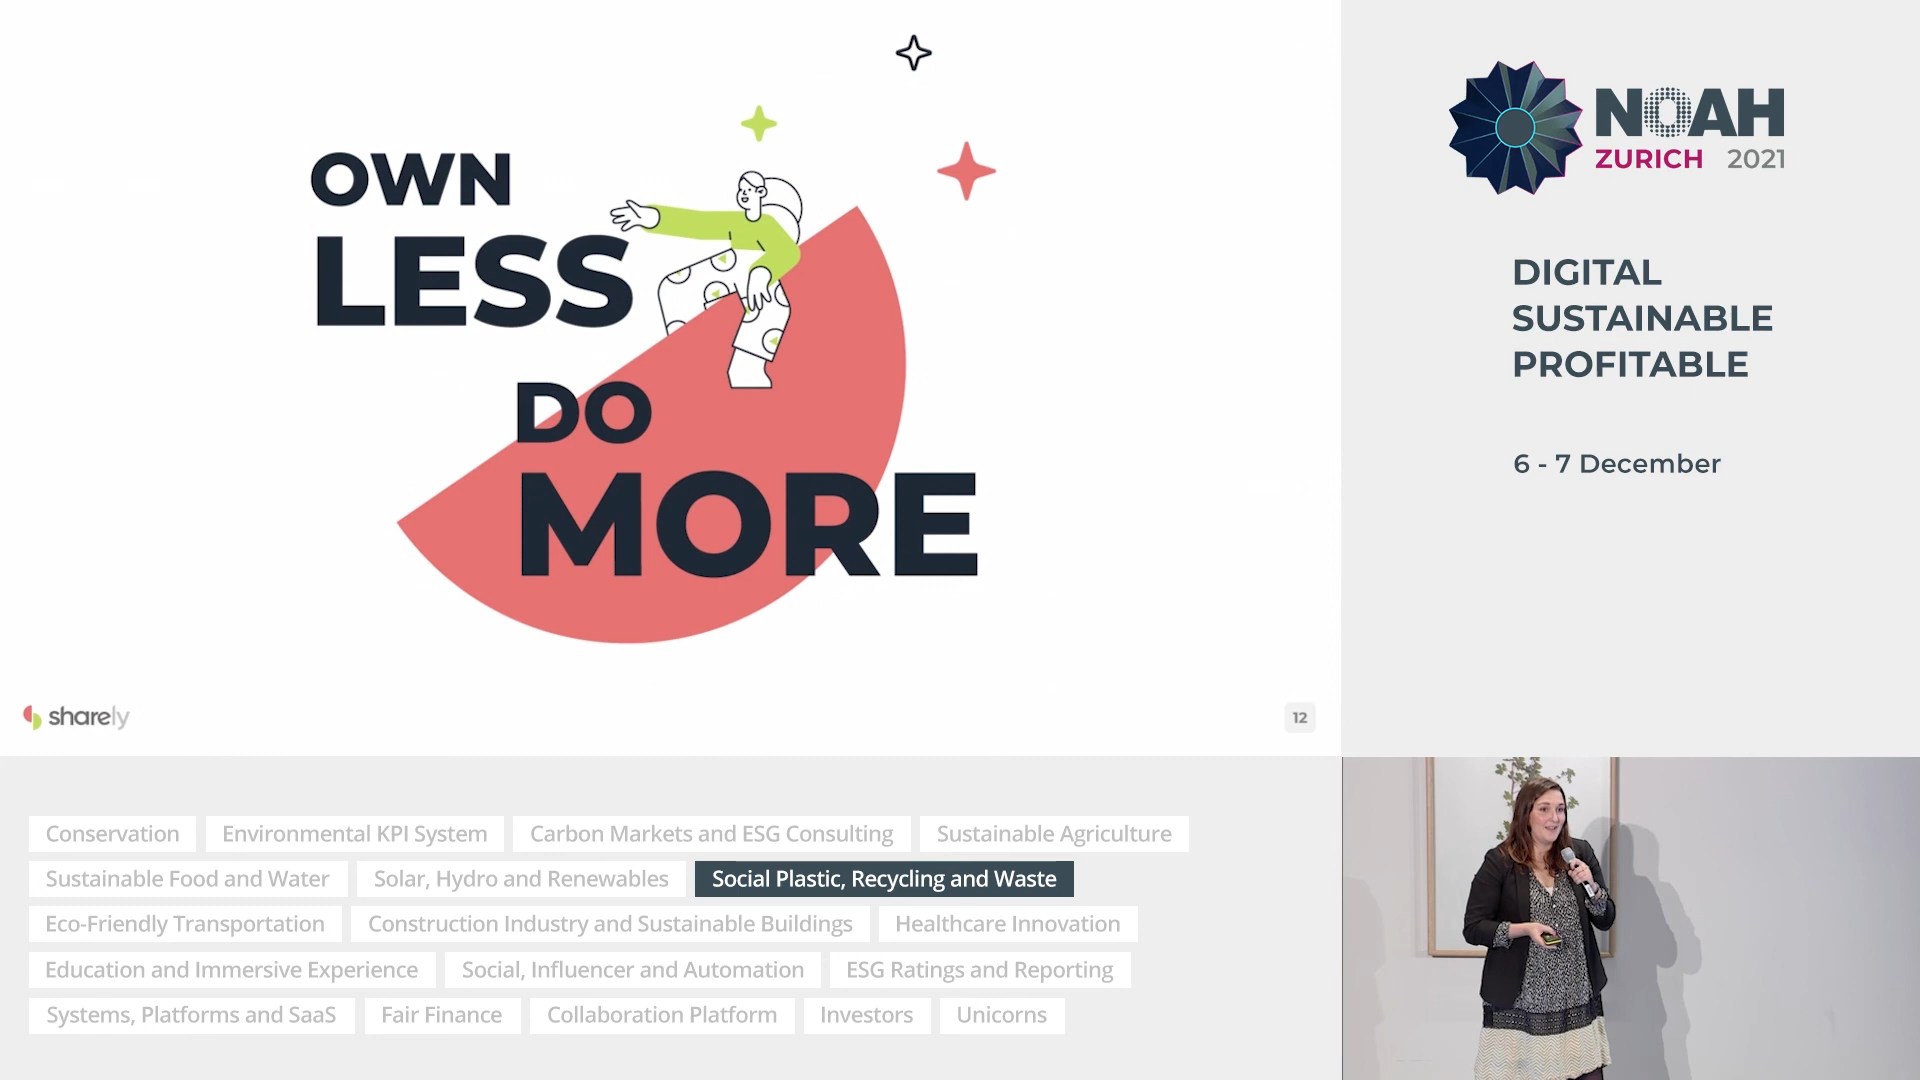 OWN
LESS
DO
MORE
sharely
12
NOAH
ZURICH 2021
DIGITAL
SUSTAINABLE
PROFITABLE
6 - 7 December
Conservation
Environmental KPI System
Carbon Markets and ESG Consulting
Sustainable Agriculture
Sustainable Food and Water
Solar, Hydro and Renewables
Social Plastic, Recycling and Waste
Eco-Friendly Transportation
Construction Industry and Sustainable Buildings
Healthcare Innovation
Education and Immersive Experience
Social, Influencer and Automation
ESG Ratings and Reporting
Systems, Platforms and SaaS
Fair Finance
Collaboration Platform
Investors
Unicorns